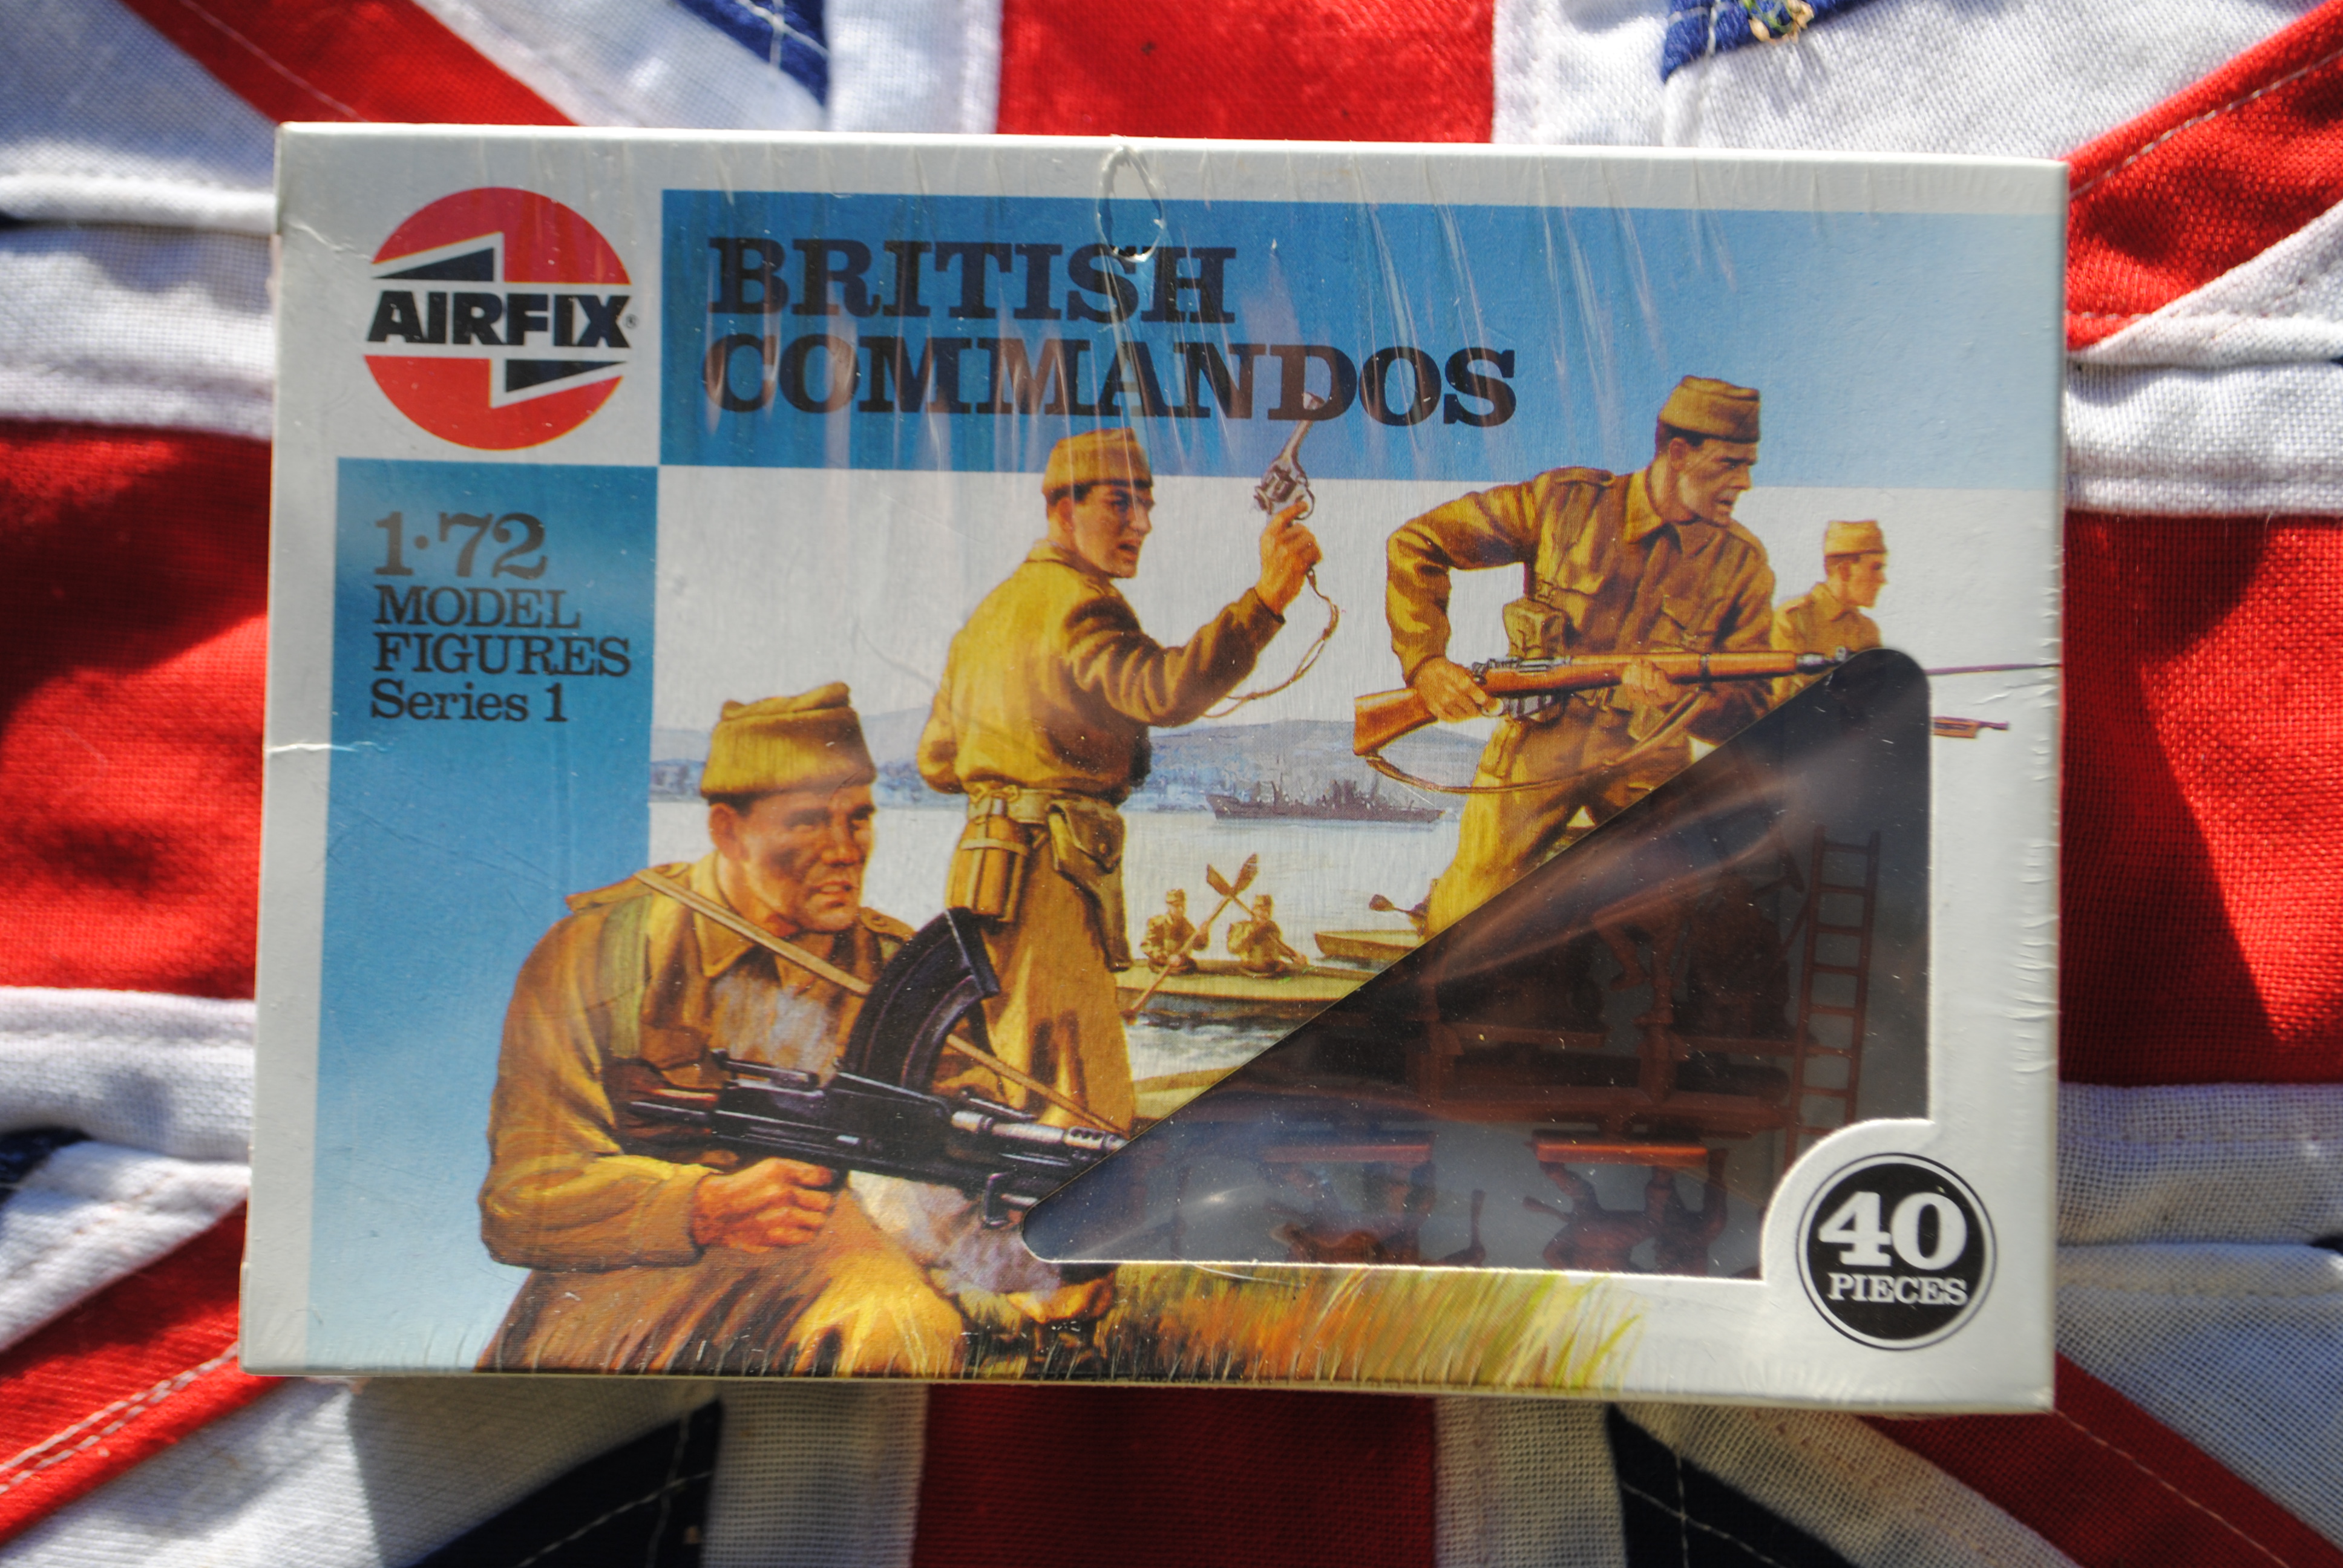 AIRFIX®
BRITISH
COMMANDOS
1·72
MODEL
FIGURES
Series 1
40
PIECES